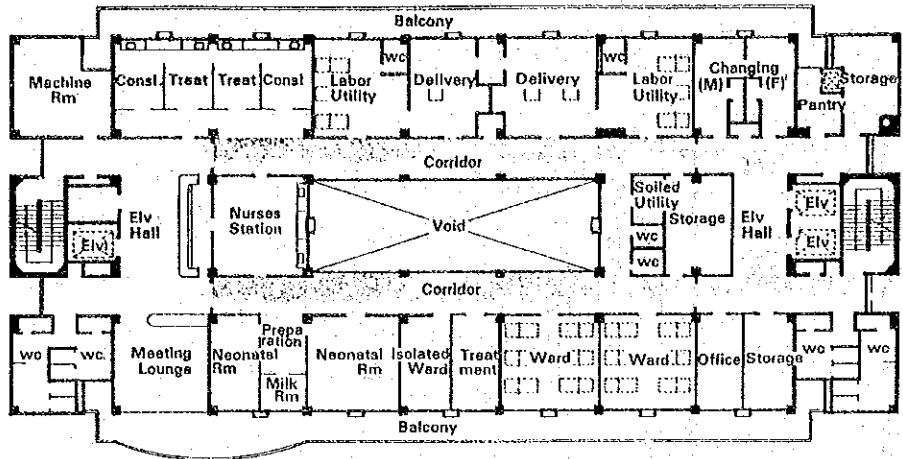 Balcony
Machine
Rm
Consl.
Treat
Treat
Consl
Labor
Utility
wc
Delivery
Delivery
wc
Labor
Utility
Changing
(M)
(F)
Pantry
Storage
Corridor
Elv
Hall
Elv
Nurses
Station
Void
Soiled
Utility
Storage
wc
wc
Elv
Hall
Elv
Elv
Corridor
wc
wc.
Meeting
Lounge
Neonatal
Rm
Prepa
ration
Milk
Rm
Neonatal
Rm
Isolated
Ward
Treat
ment
Ward
Ward
Office
Storage
wc
wc
Balcony